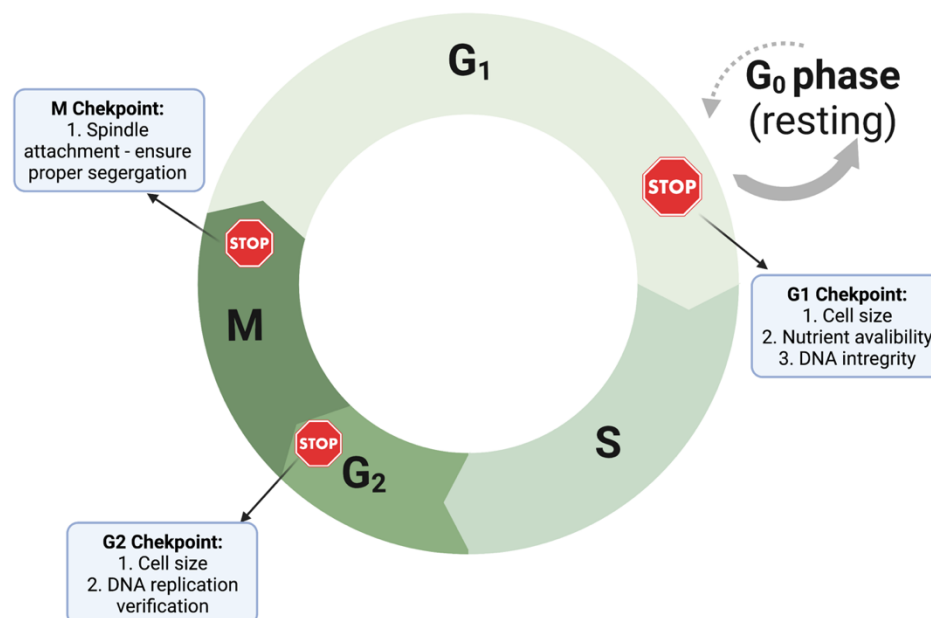 G₁
G₀ phase
(resting)
M Chekpoint:
1. Spindle
attachment - ensure
proper segergation
STOP
STOP
G1 Chekpoint:
1. Cell size
2. Nutrient avalibility
3. DNA intregrity
M
S
STOP
G₂
G2 Chekpoint:
1. Cell size
2. DNA replication
verification